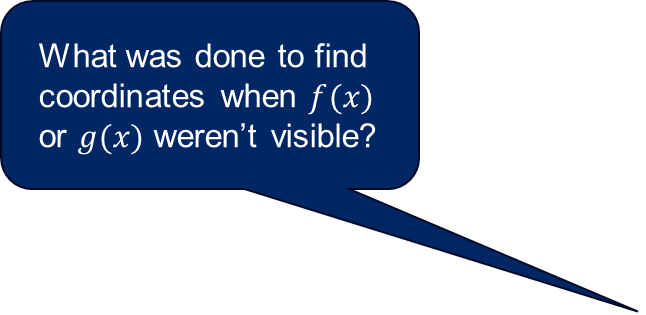 What was done to find
coordinates when f(x)
or g(x) weren’t visible?